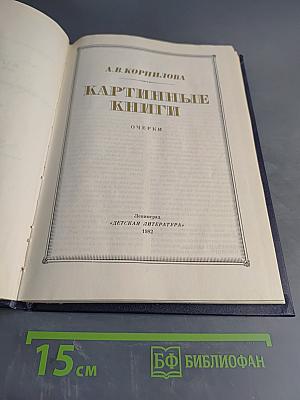 А.В.КОРНИЛОВА
КАРТИННЫЕ
КНИГИ
ОЧЕРКИ
Ленинград
«ДЕТСКАЯ ЛИТЕРАТУРА»
1982
15 см
БФ БИБЛИОФАН